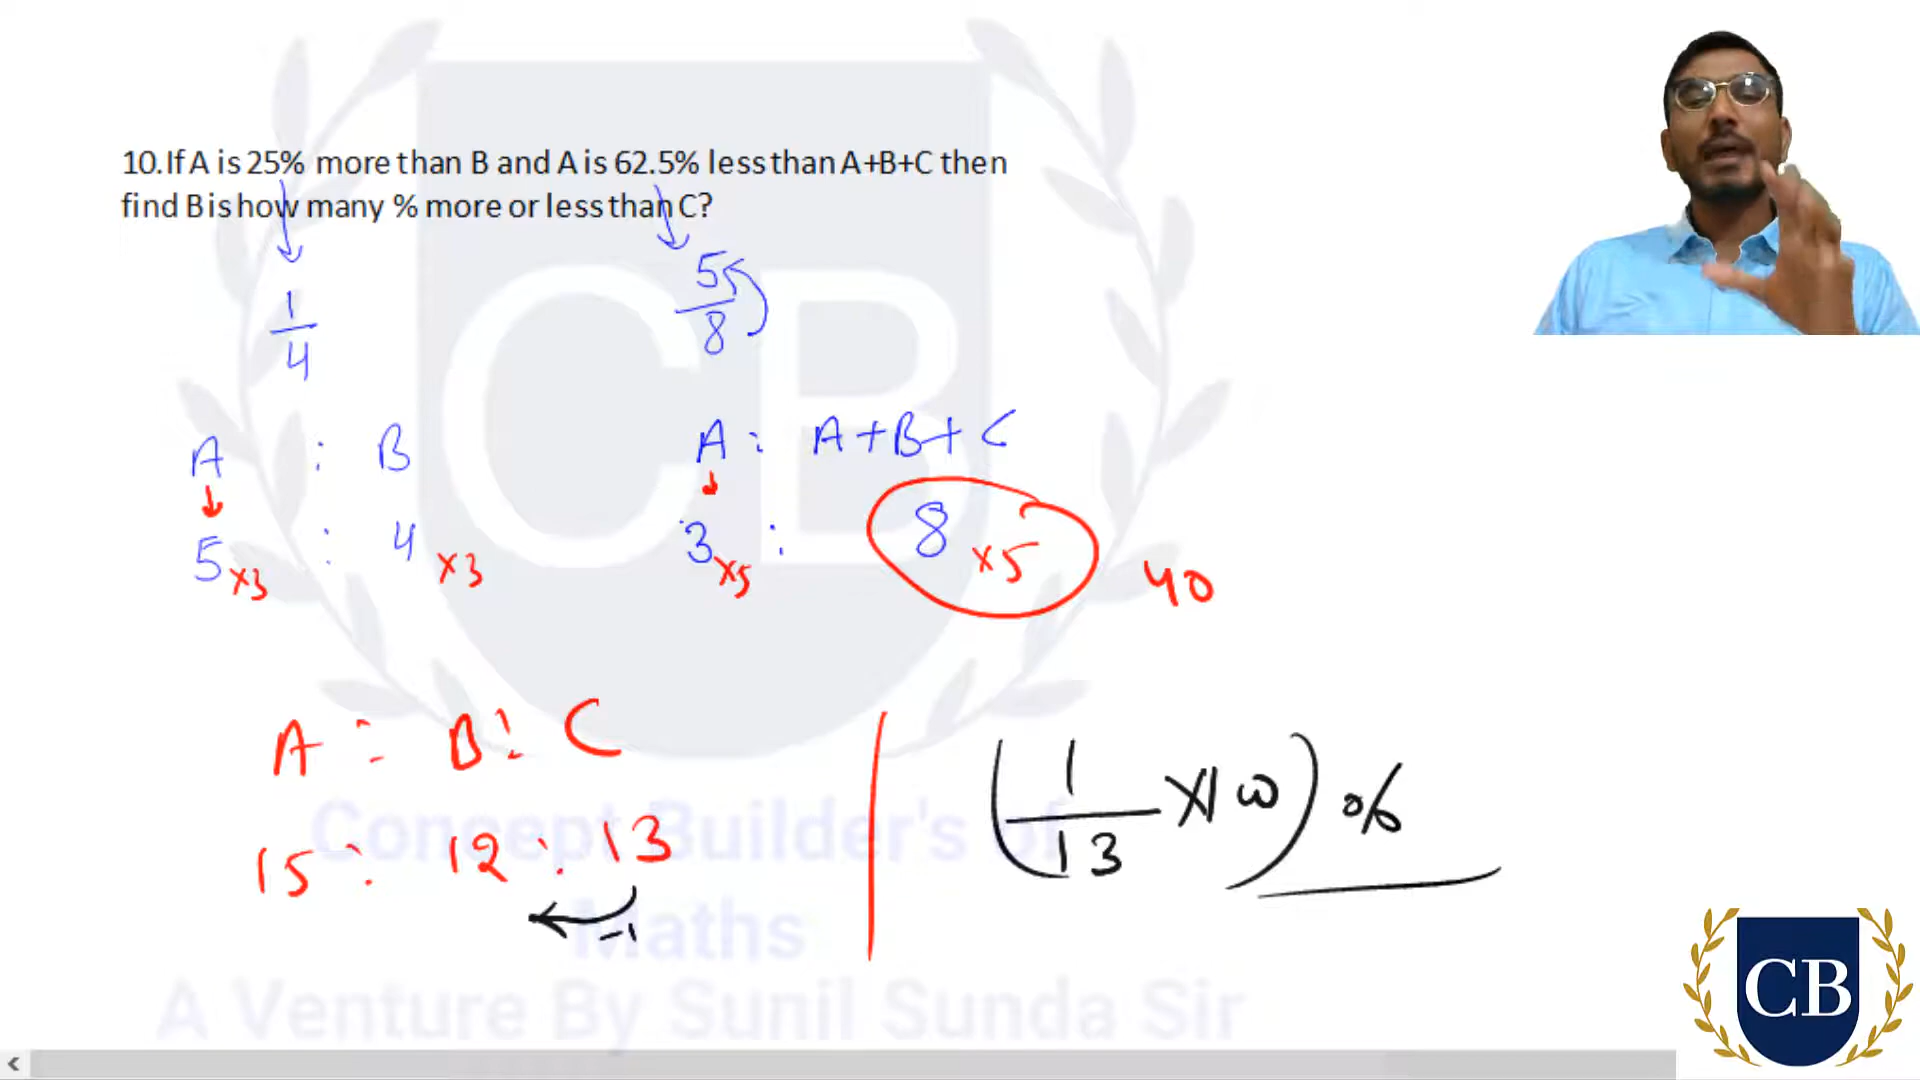 10.If A is 25% more than B and A is 62.5% less than A+B+C then
find B is how many % more or less than C?
1/4
5/8
A : B
A : A+B+C
5×3 : 4×3
3×5 : 8×5 40
A : B : C
15 : 12 : 13
-1
(1/13 ×100)%
Concept Builder's of
Maths
A Venture By Sunil Sunda Sir
CB
CB